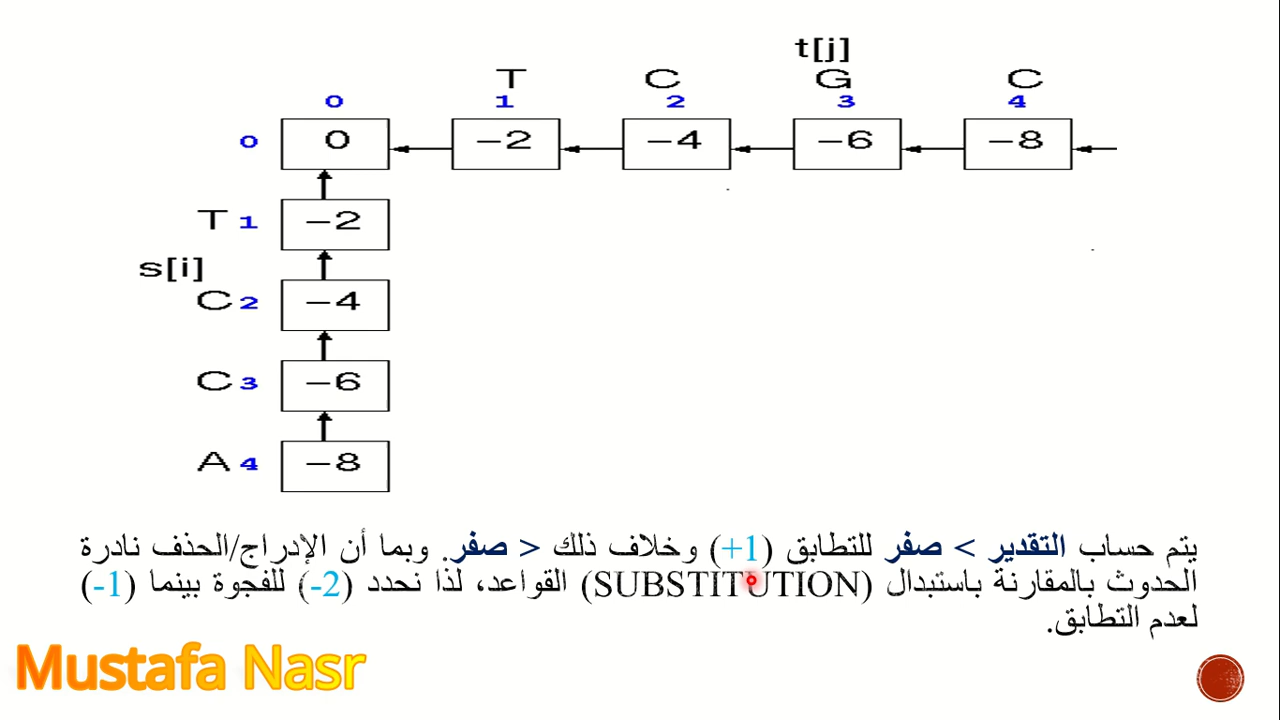 t[j]
T C G C
0 1 2 3 4
0 0 -2 -4 -6 -8
T 1 -2
s[i]
C 2 -4
C 3 -6
A 4 -8
يتم حساب التقدير > صفر للتطابق (+1) وخلاف ذلك < صفر. وبما أن الإدراج/الحذف نادرة
الحدوث بالمقارنة باستبدال (SUBSTITUTION) القواعد، لذا نحدد (-2) للفجوة بينما (-1)
لعدم التطابق.
Mustafa Nasr